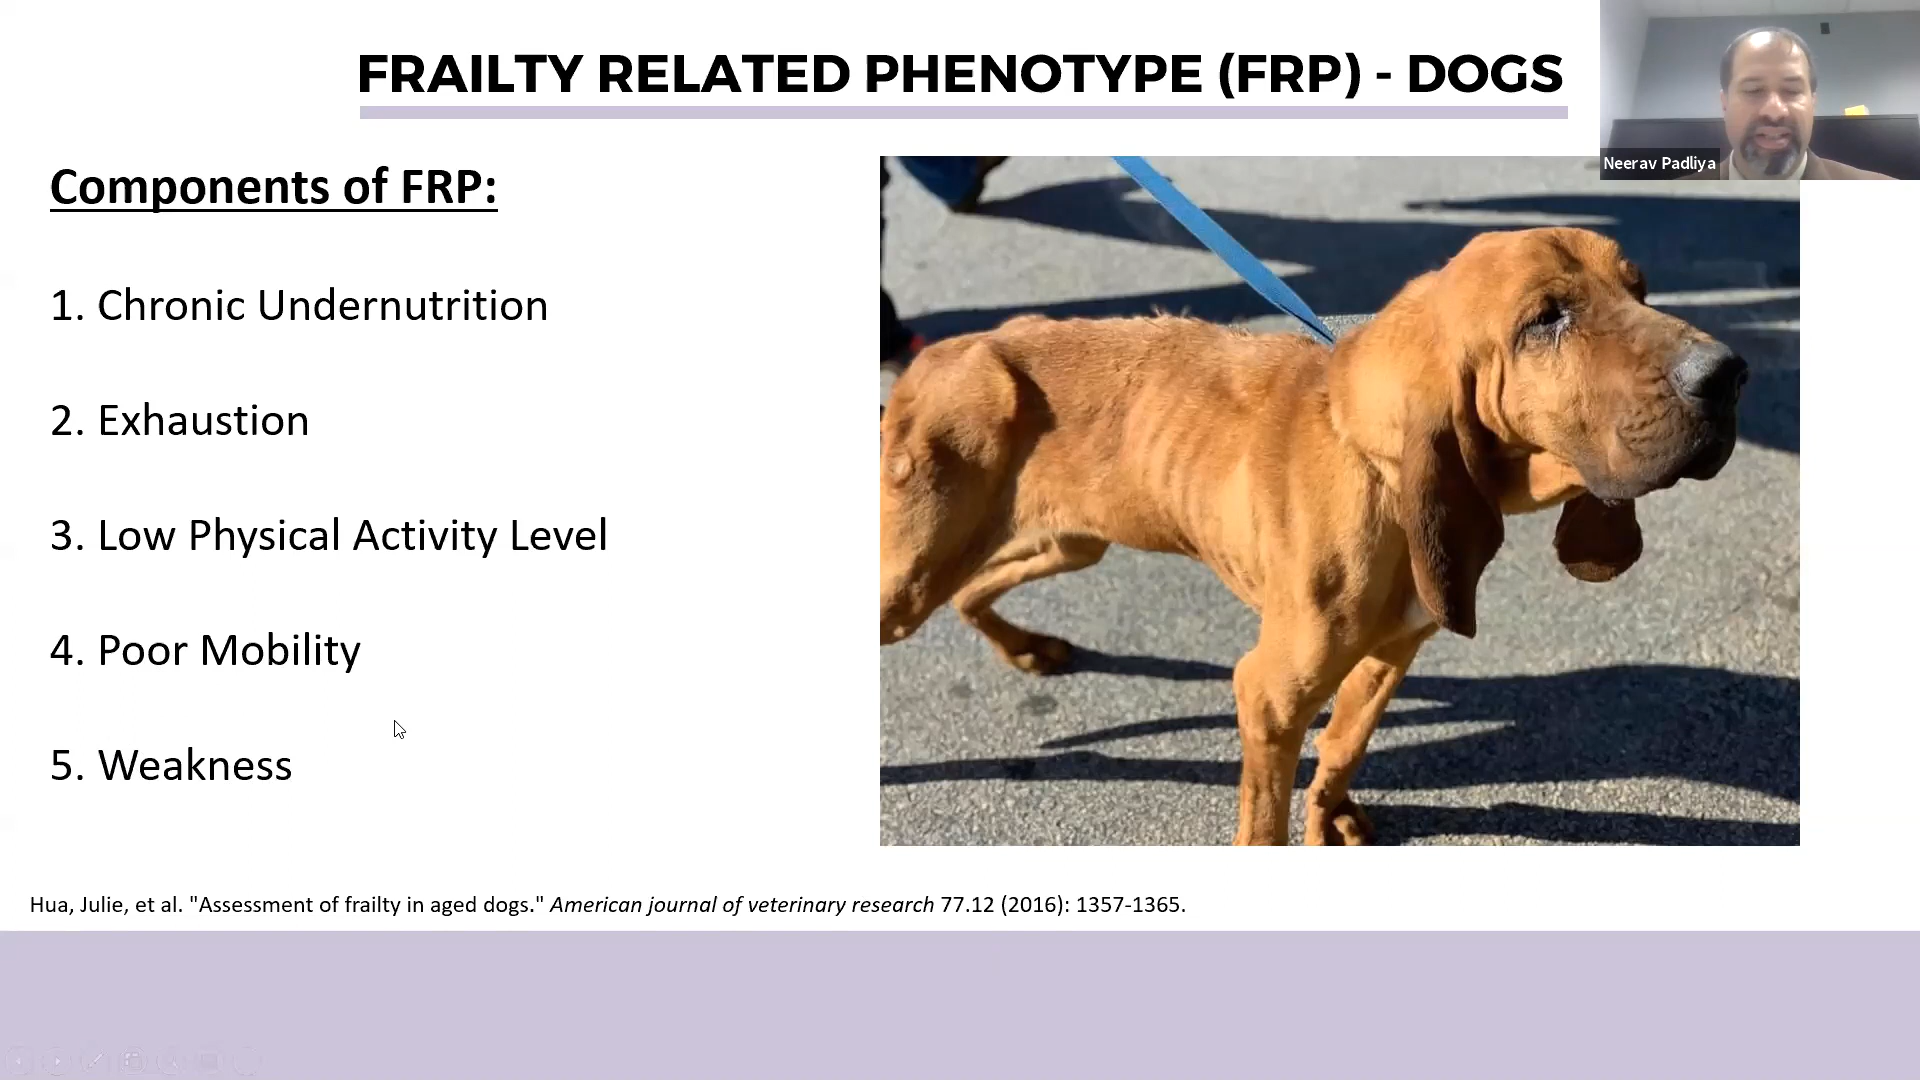 FRAILTY RELATED PHENOTYPE (FRP) - DOGS
Neerav Padliya
Components of FRP:
1. Chronic Undernutrition
2. Exhaustion
3. Low Physical Activity Level
4. Poor Mobility
5. Weakness
Hua, Julie, et al. "Assessment of frailty in aged dogs." American journal of veterinary research 77.12 (2016): 1357-1365.